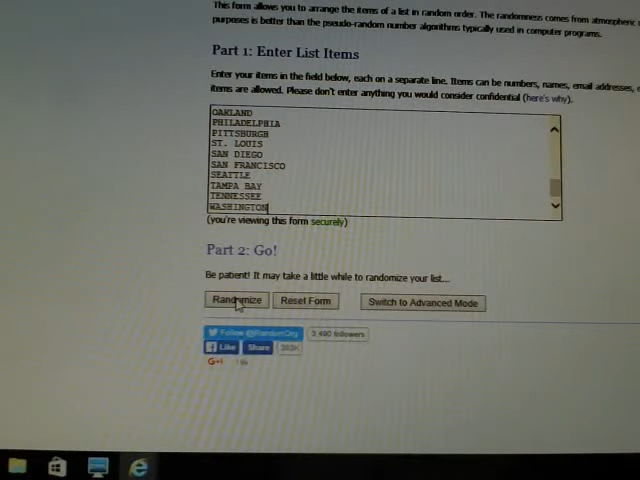 This form allows you to arrange the items of a list in random order. The randomness comes from atmospheric
purposes is better than the pseudo-random number algorithms typically used in computer programs.
Part 1: Enter List Items
Enter your items in the field below, each on a separate line. Items can be numbers, names, email addresses,
items are allowed. Please don't enter anything you would consider confidential (here's why).
OAKLAND
PHILADELPHIA
PITTSBURGH
ST. LOUIS
SAN DIEGO
SAN FRANCISCO
SEATTLE
TAMPA BAY
TENNESSEE
WASHINGTON
(you're viewing this form securely)
Part 2: Go!
Be patient! It may take a little while to randomize your list...
Randomize Reset Form Switch to Advanced Mode
Follow @RandomOrg 3,490 followers
Like Share
G+1